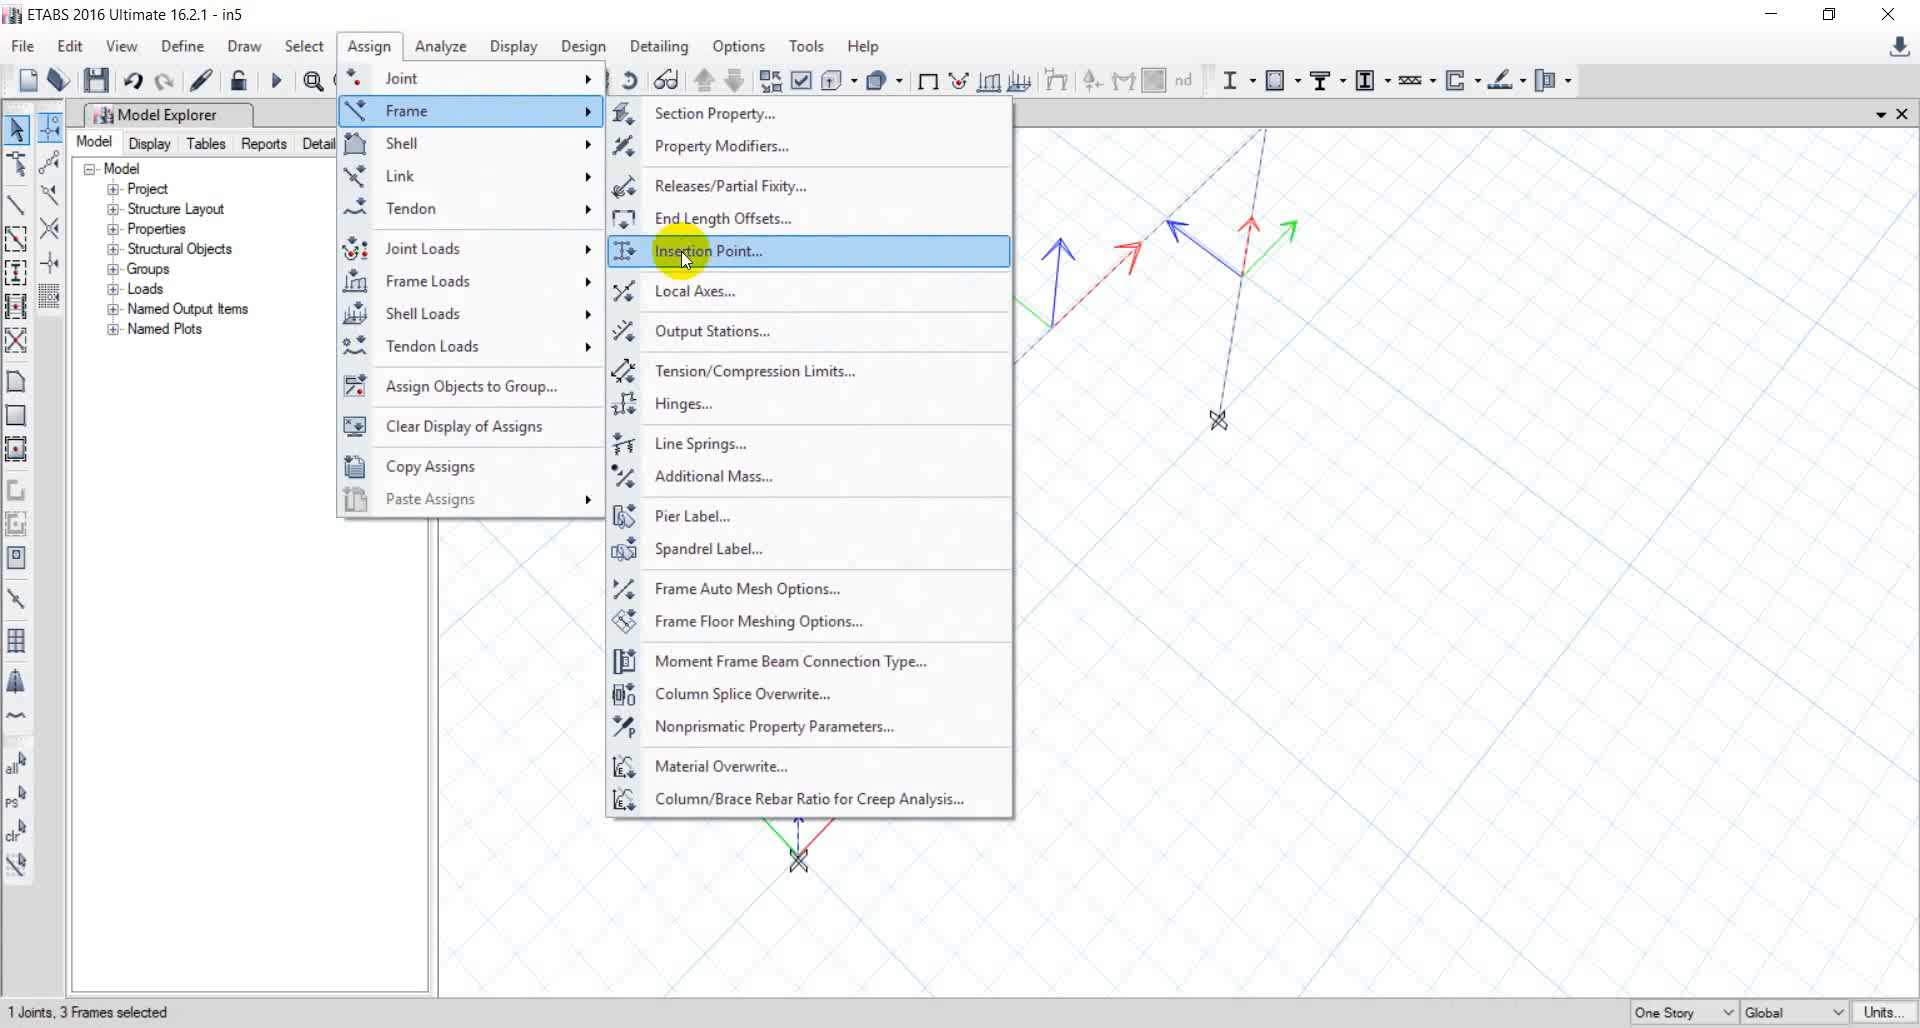 ETABS 2016 Ultimate 16.2.1 - in5
File Edit View Define Draw Select Assign Analyze Display Design Detailing Options Tools Help
nd
Model Explorer
Model Display Tables Reports Detail
Model
Project
Structure Layout
Properties
Structural Objects
Groups
Loads
Named Output Items
Named Plots
Joint
Frame
Shell
Link
Tendon
Joint Loads
Frame Loads
Shell Loads
Tendon Loads
Assign Objects to Group...
Clear Display of Assigns
Copy Assigns
Paste Assigns
Section Property...
Property Modifiers...
Releases/Partial Fixity...
End Length Offsets...
Insertion Point...
Local Axes...
Output Stations...
Tension/Compression Limits...
Hinges...
Line Springs...
Additional Mass...
Pier Label...
Spandrel Label...
Frame Auto Mesh Options...
Frame Floor Meshing Options...
Moment Frame Beam Connection Type...
Column Splice Overwrite...
Nonprismatic Property Parameters...
Material Overwrite...
Column/Brace Rebar Ratio for Creep Analysis...
all
ps
clr
1 Joints, 3 Frames selected
One Story Global Units...